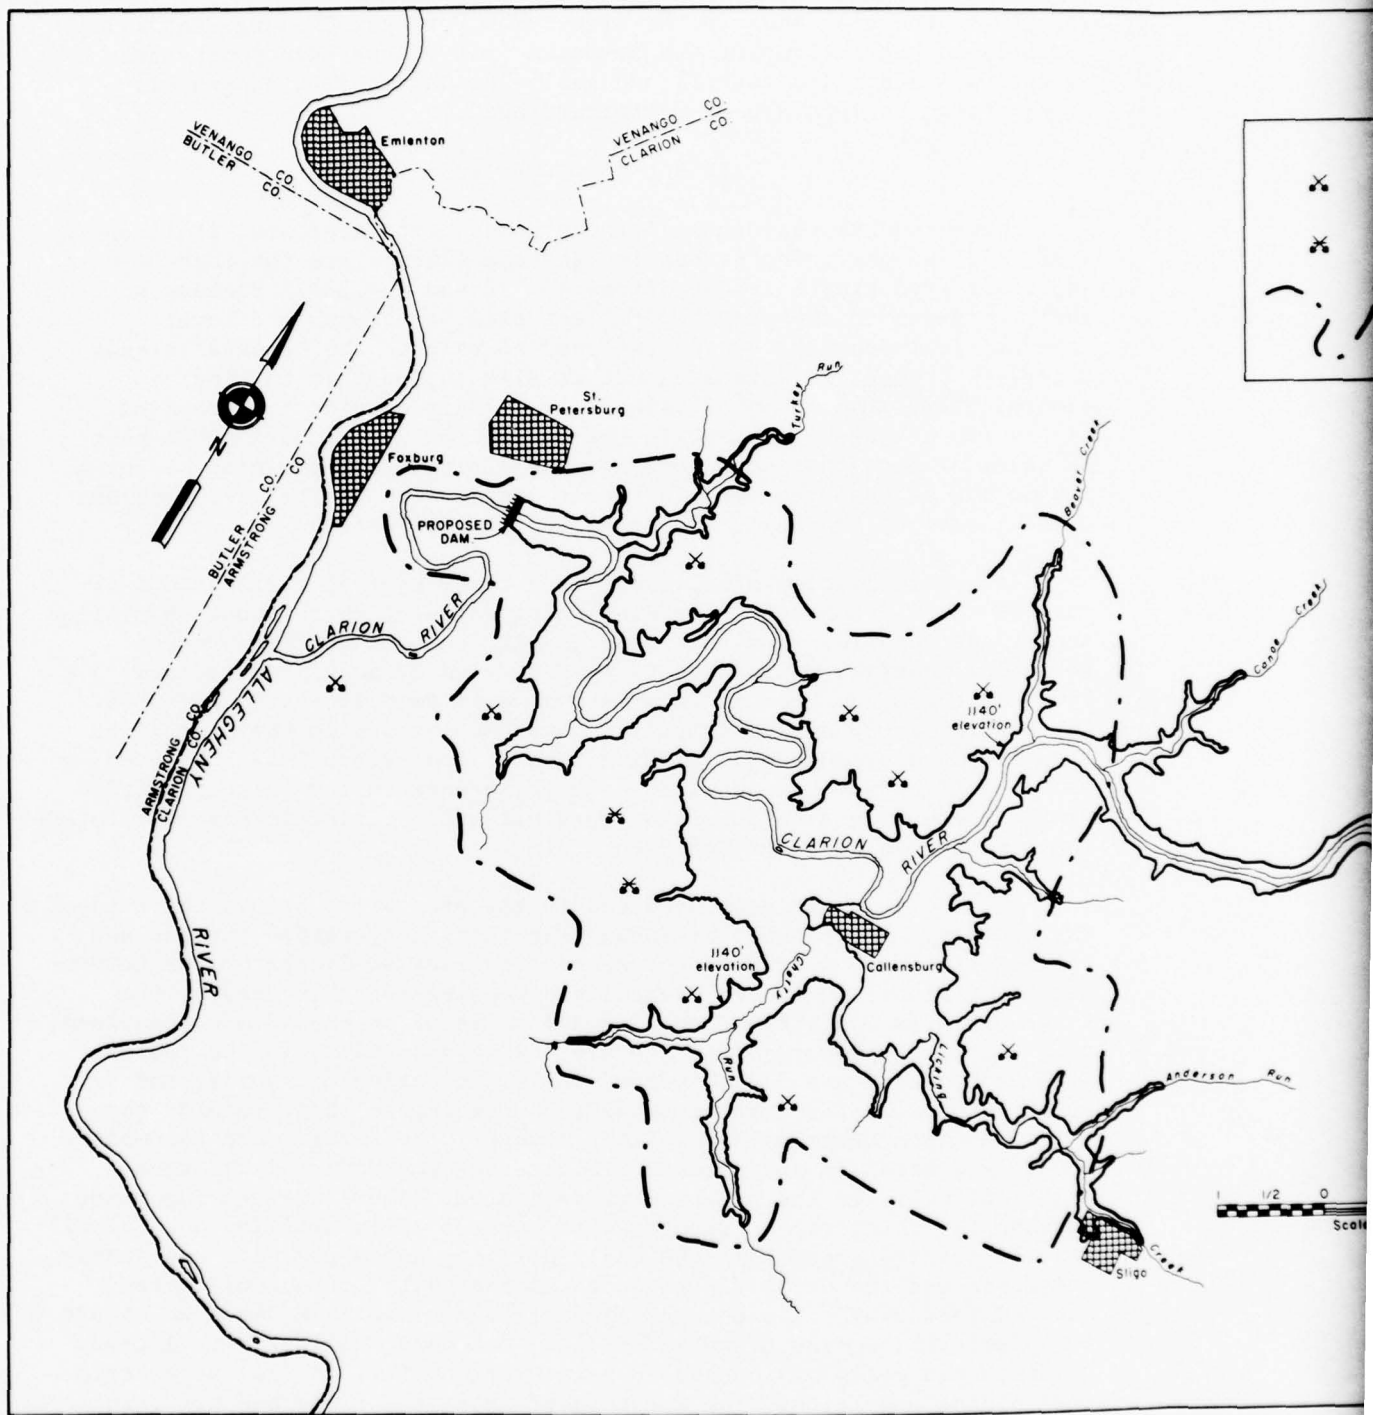 VENANGO CO.
BUTLER CO.
Emlenton
VENANGO CO.
CLARION CO.
N
St.
Petersburg
Turkey Run
Foxburg
BUTLER CO.
ARMSTRONG CO
PROPOSED
DAM
Beaver Creek
CLARION RIVER
Canoe Creek
ALLEGHENY
RIVER
ARMSTRONG CO.
CLARION CO.
1140'
elevation
CLARION RIVER
Callensburg
1140'
elevation
Cherry
Run
Licking
Creek
Anderson Run
Sligo
1 1/2 0
Scale